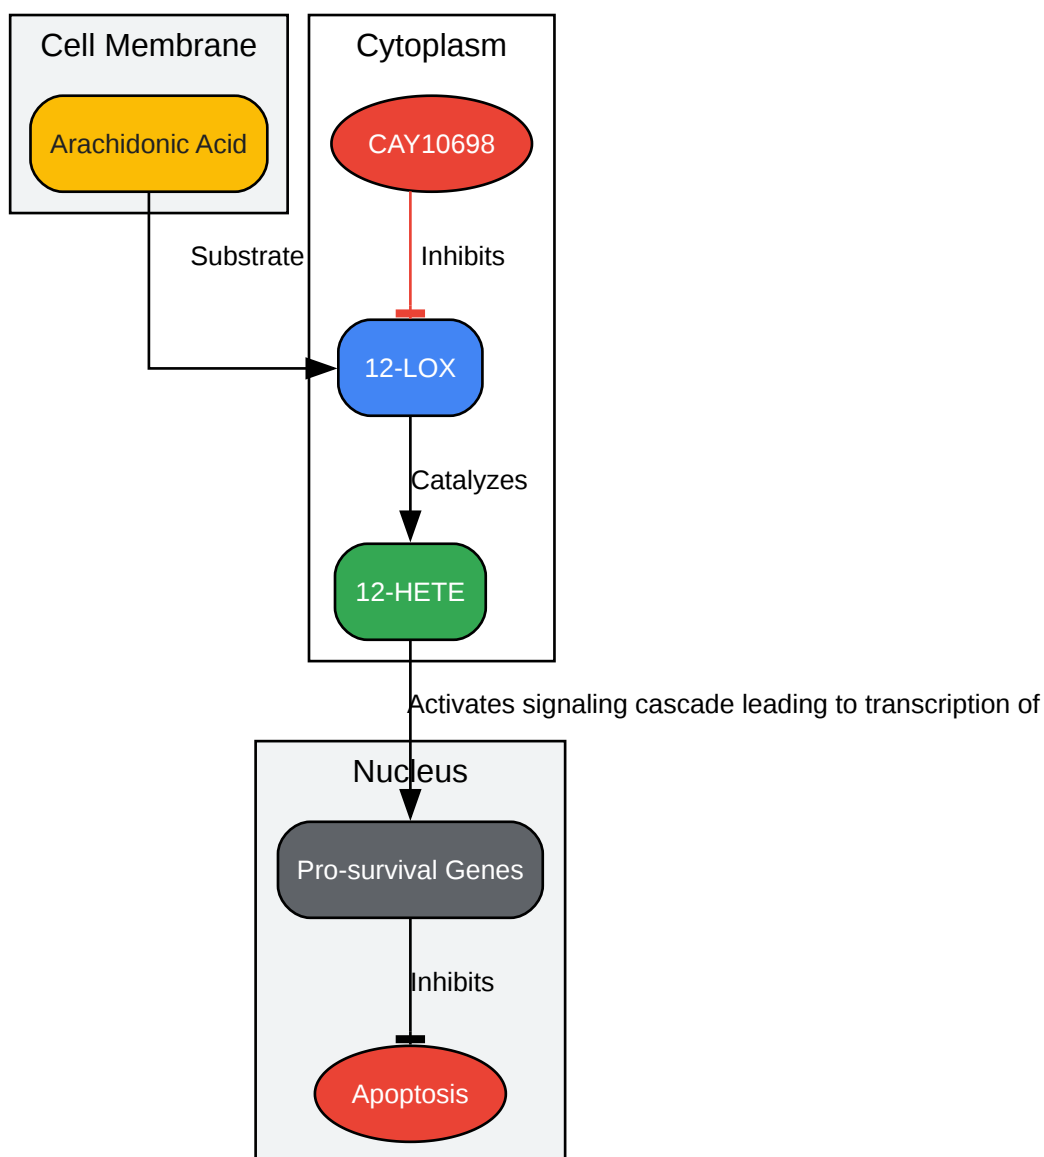 Cell Membrane
Arachidonic Acid
Cytoplasm
CAY10698
Substrate
Inhibits
12-LOX
Catalyzes
12-HETE
Activates signaling cascade leading to transcription of
Nucleus
Pro-survival Genes
Inhibits
Apoptosis